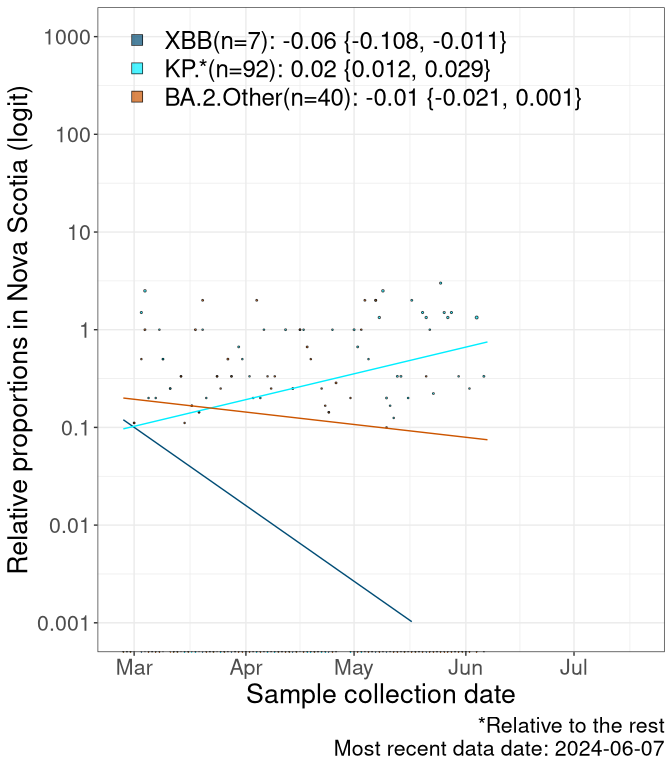 XBB(n=7): -0.06 {-0.108, -0.011}
KP.*(n=92): 0.02 {0.012, 0.029}
BA.2.Other(n=40): -0.01 {-0.021, 0.001}
Relative proportions in Nova Scotia (logit)
1000
100
10
1
0.1
0.01
0.001
Mar Apr May Jun Jul
Sample collection date
*Relative to the rest
Most recent data date: 2024-06-07